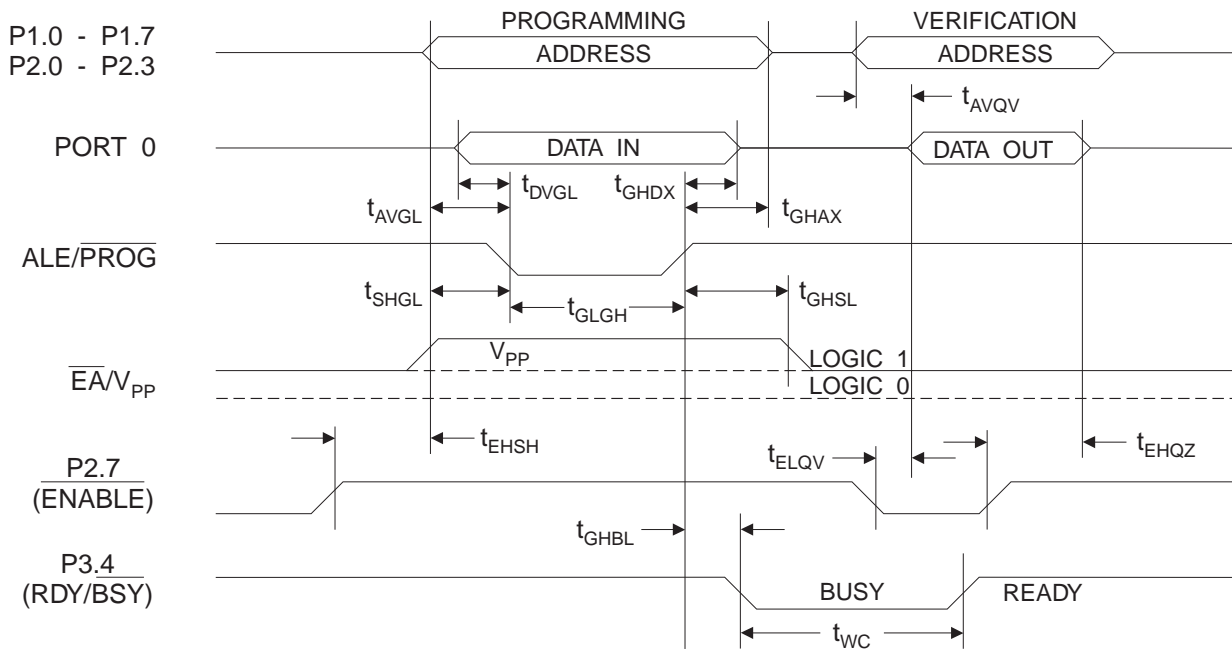 PROGRAMMING VERIFICATION
P1.0 - P1.7
P2.0 - P2.3
ADDRESS ADDRESS
tAVQV
PORT 0 DATA IN DATA OUT
tDVGL tGHDX
tAVGL tGHAX
ALE/PROG
tSHGL tGLGH tGHSL
VPP
LOGIC 1
EA/VPP
LOGIC 0
tEHSH tELQV tEHQZ
P2.7
(ENABLE)
tGHBL
P3.4
(RDY/BSY)
BUSY READY
tWC